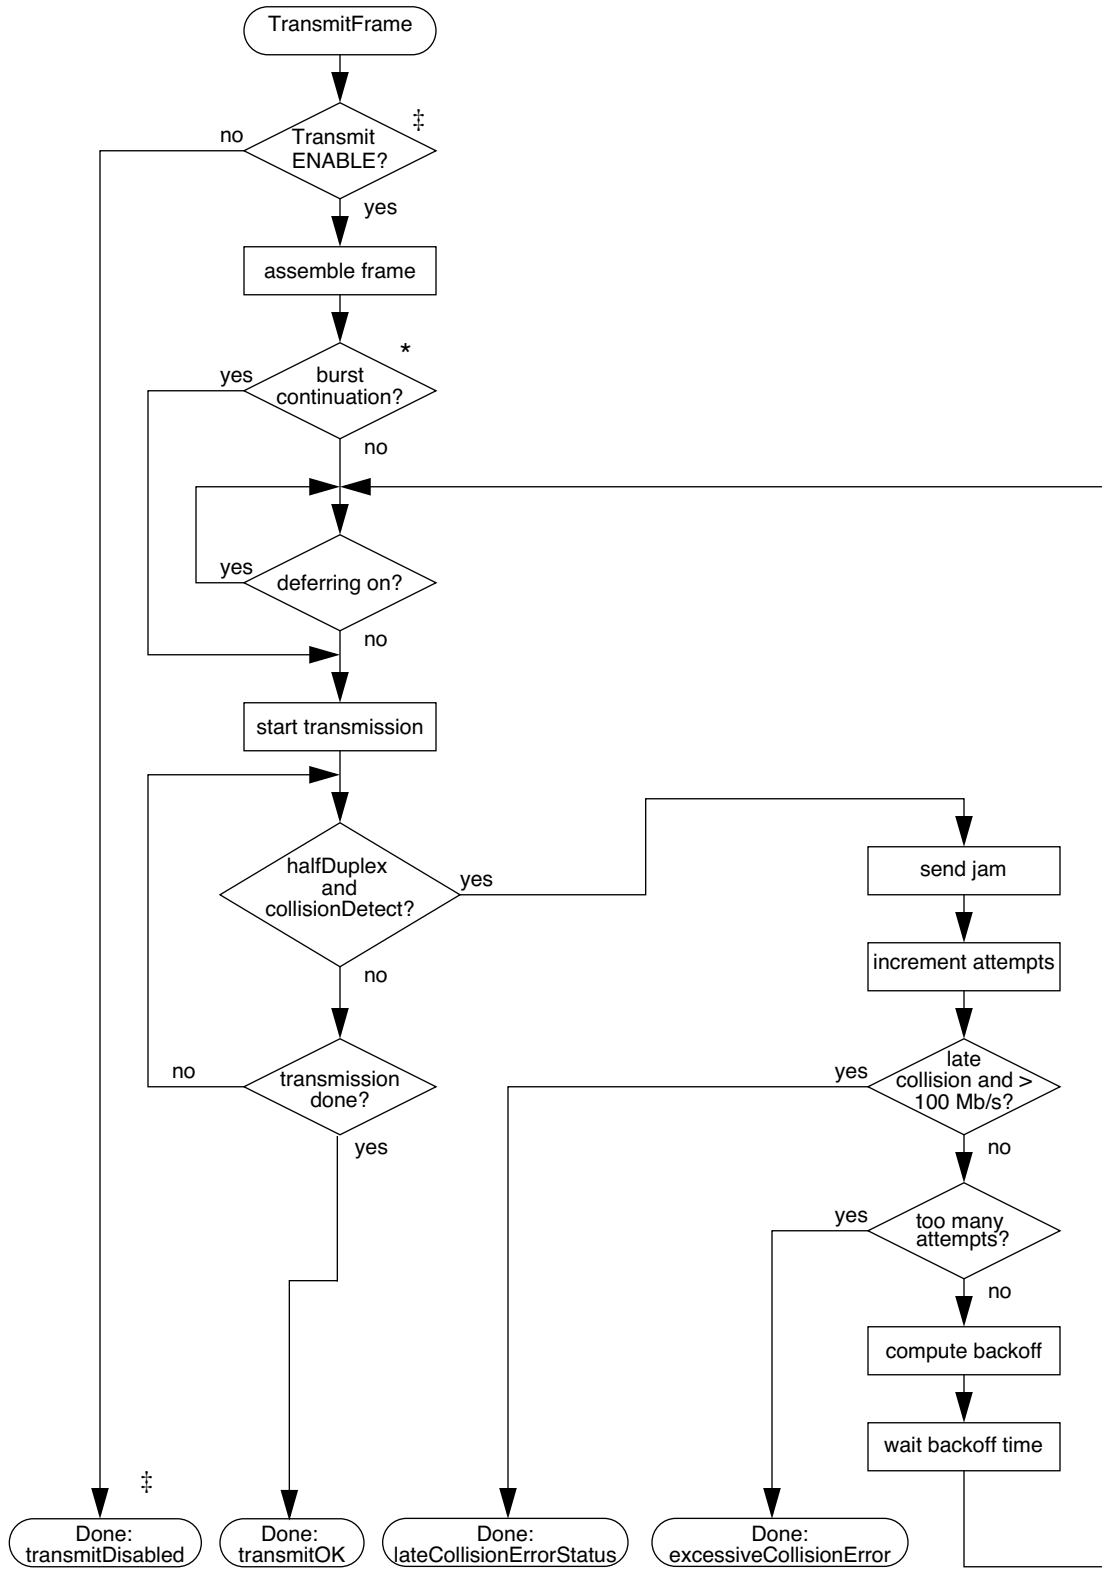 TransmitFrame
‡
no
Transmit
ENABLE?
yes
assemble frame
*
yes
burst
continuation?
no
yes
deferring on?
no
start transmission
halfDuplex
and
collisionDetect?
yes
send jam
no
increment attempts
no
transmission
done?
yes
yes
late
collision and >
100 Mb/s?
no
yes
too many
attempts?
no
compute backoff
wait backoff time
‡
Done:
transmitDisabled
Done:
transmitOK
Done:
lateCollisionErrorStatus
Done:
excessiveCollisionError